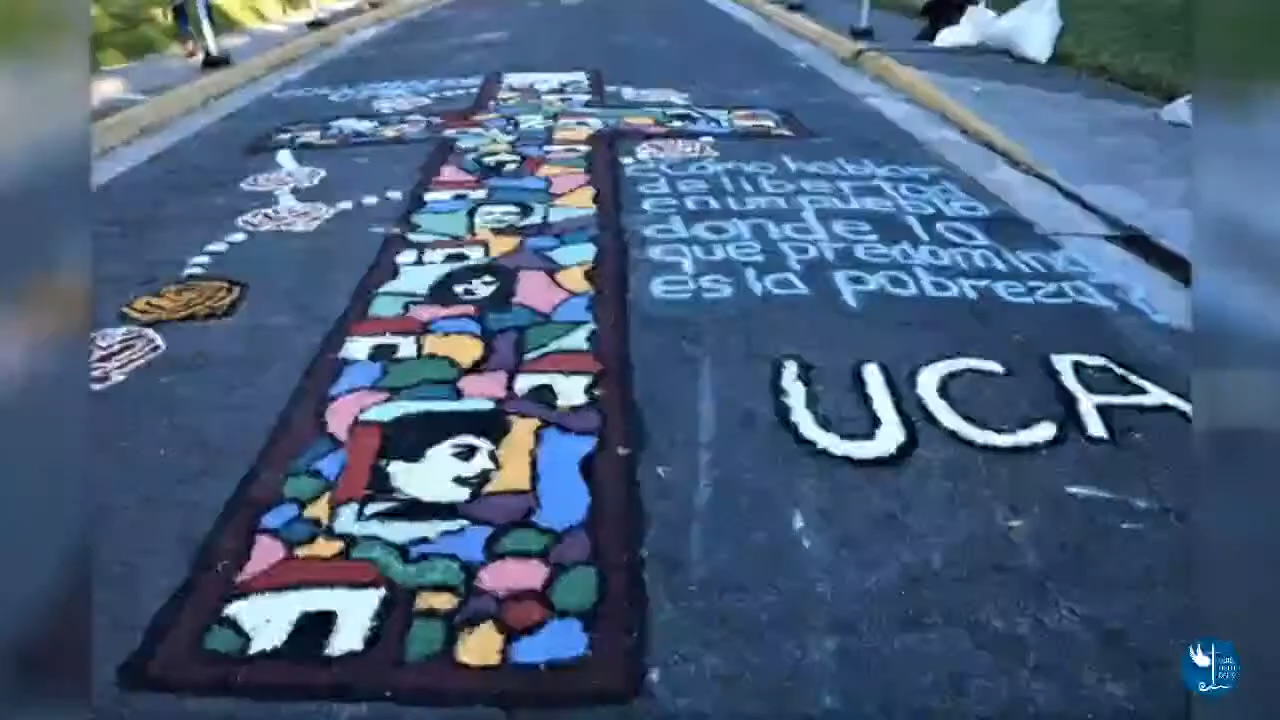 ¿Cómo hablar
de libertad
en un pueblo
donde lo
que predomina
es la pobreza?
UCA